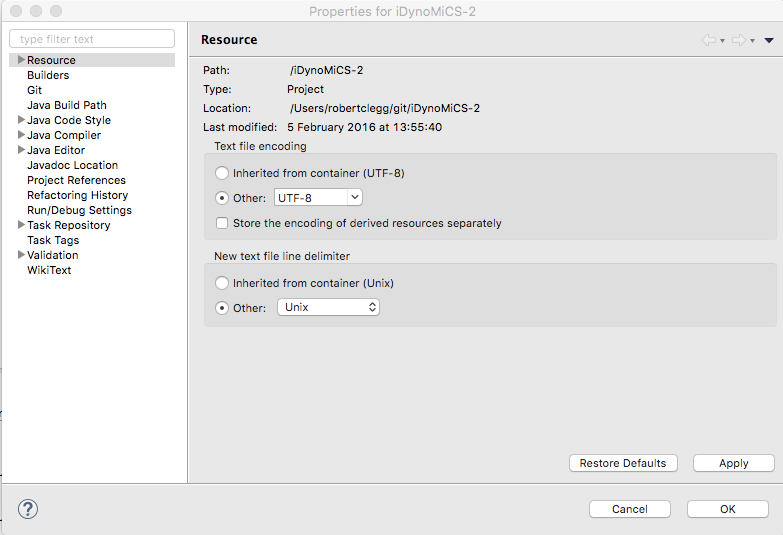 Properties for iDynoMiCS-2
type filter text
Resource
Builders
Git
Java Build Path
Java Code Style
Java Compiler
Java Editor
Javadoc Location
Project References
Refactoring History
Run/Debug Settings
Task Repository
Task Tags
Validation
WikiText
Resource
Path: /iDynoMiCS-2
Type: Project
Location: /Users/robertclegg/git/iDynoMiCS-2
Last modified: 5 February 2016 at 13:55:40
Text file encoding
Inherited from container (UTF-8)
Other: UTF-8
Store the encoding of derived resources separately
New text file line delimiter
Inherited from container (Unix)
Other: Unix
Restore Defaults Apply
? Cancel OK